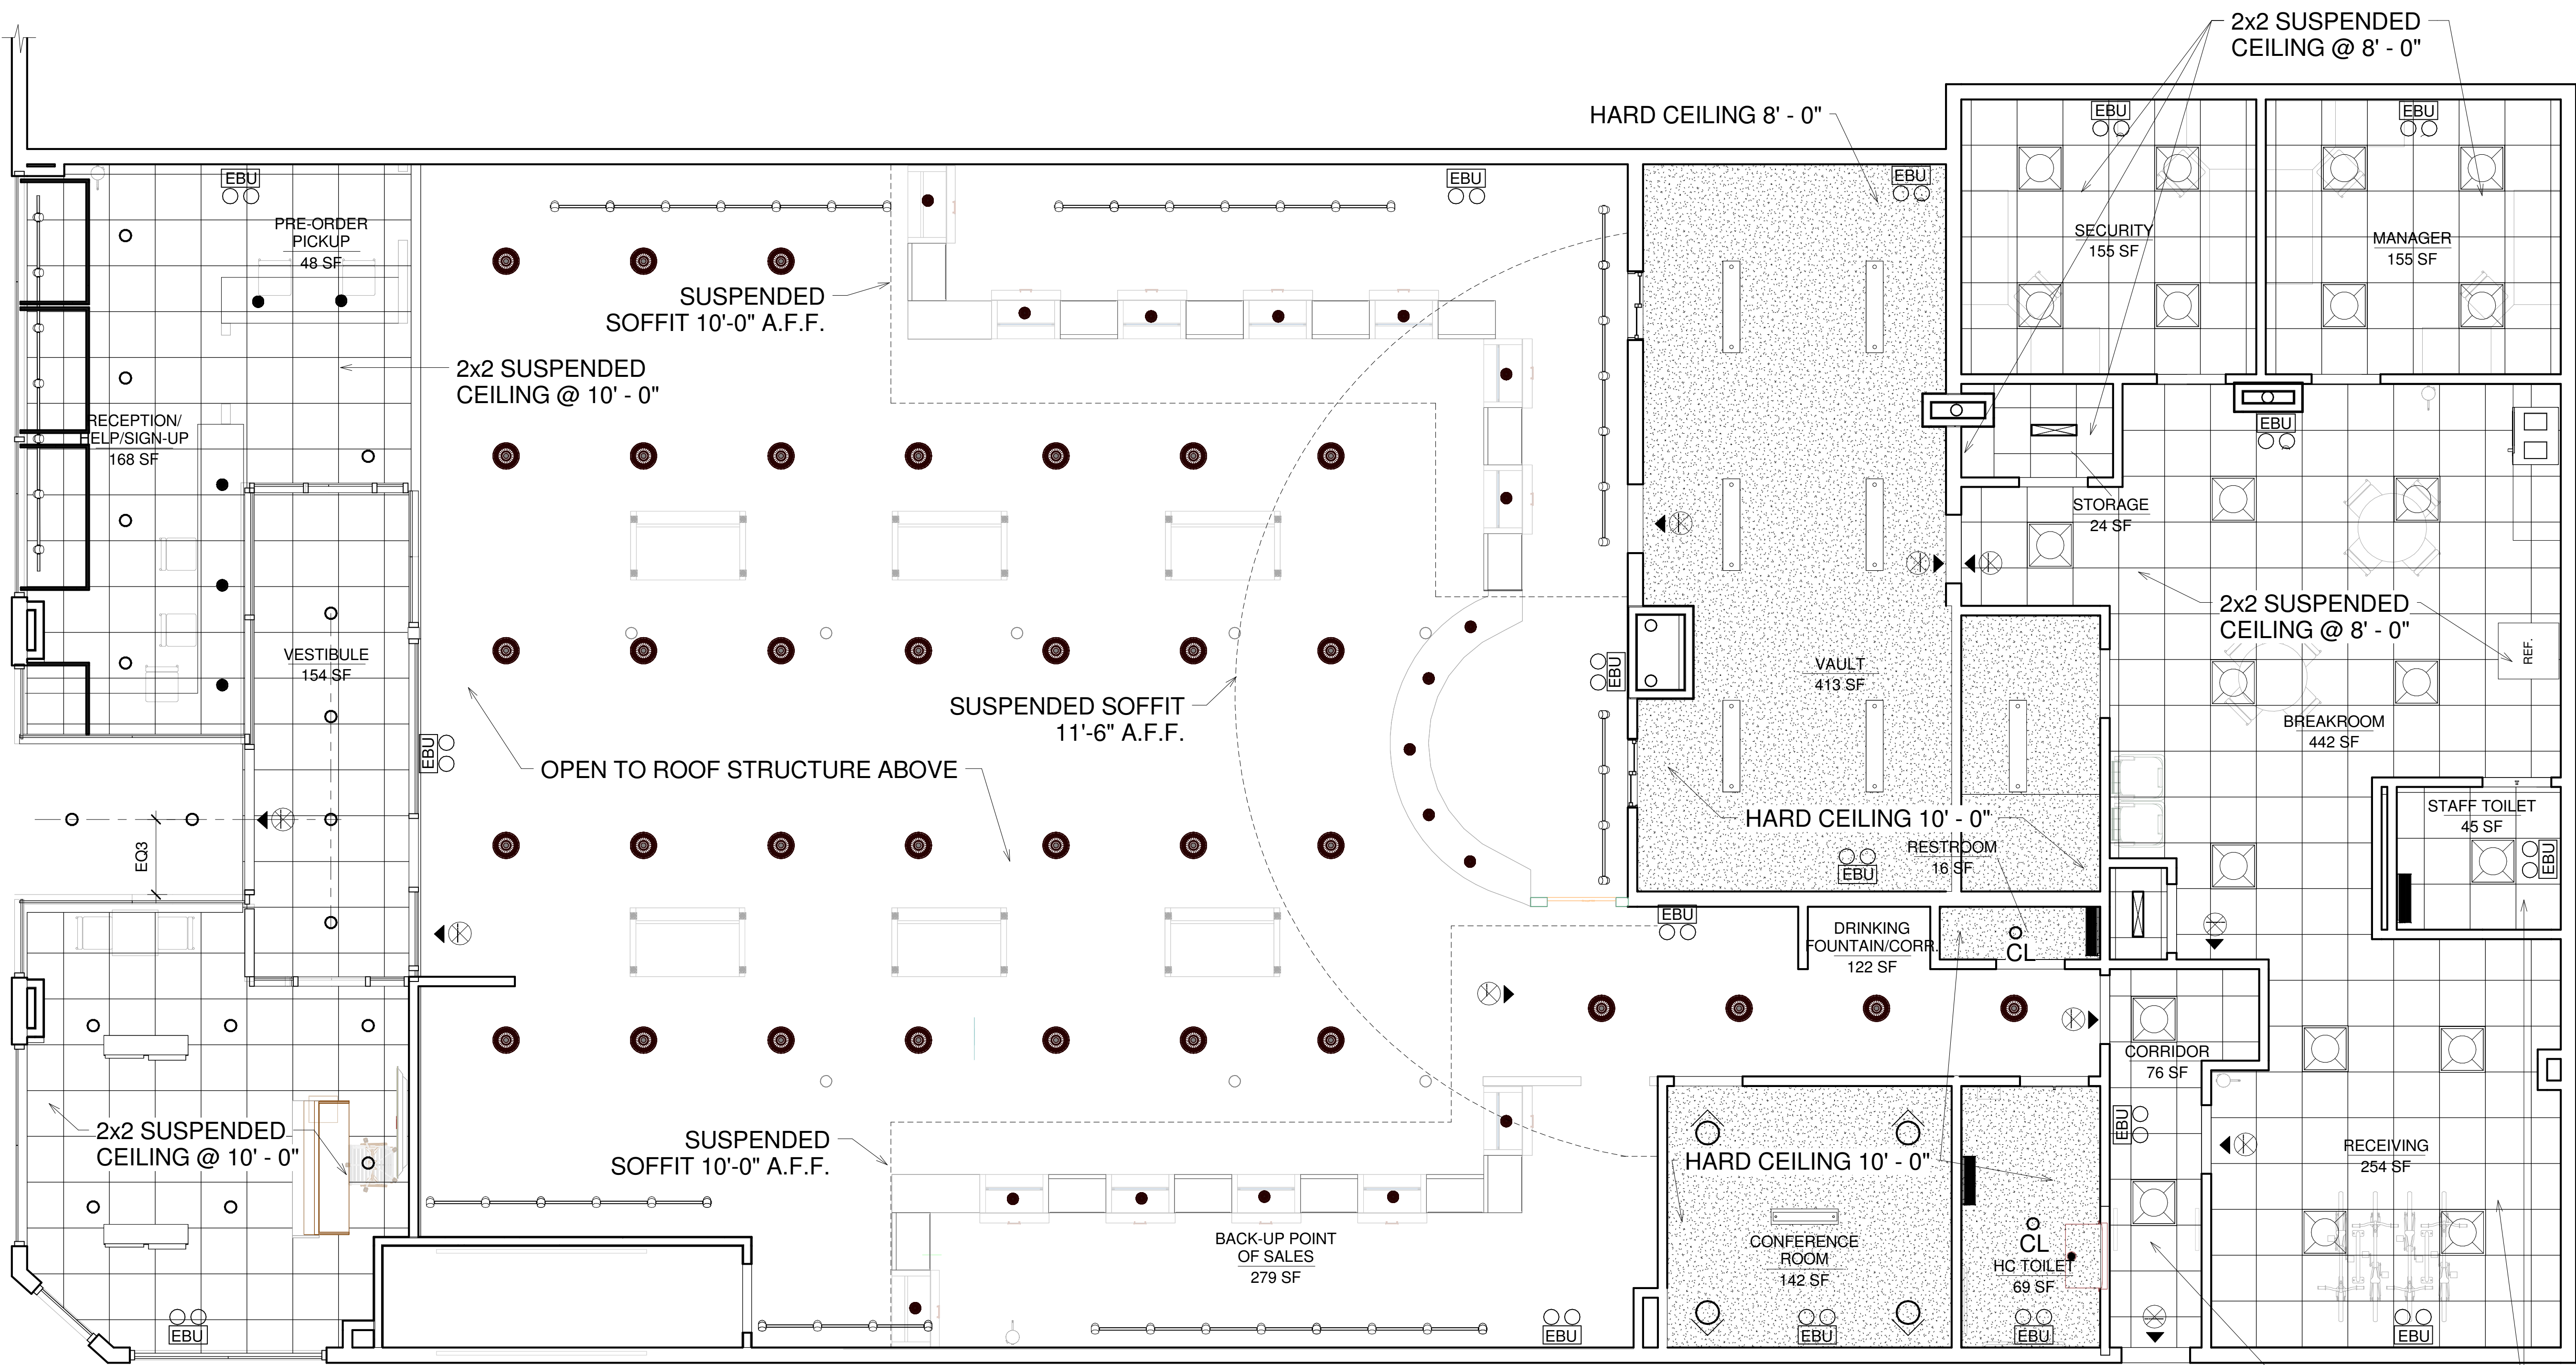 2x2 SUSPENDED
CEILING @ 8' - 0"
HARD CEILING 8' - 0"
EBU
EBU
EBU
EBU
EBU
PRE-ORDER
PICKUP
48 SF
SECURITY
155 SF
MANAGER
155 SF
SUSPENDED
SOFFIT 10'-0" A.F.F.
2x2 SUSPENDED
CEILING @ 10' - 0"
RECEPTION/
HELP/SIGN-UP
168 SF
EBU
STORAGE
24 SF
2x2 SUSPENDED
CEILING @ 8' - 0"
REF.
VESTIBULE
154 SF
EBU
VAULT
413 SF
SUSPENDED SOFFIT
11'-6" A.F.F.
BREAKROOM
442 SF
EBU
OPEN TO ROOF STRUCTURE ABOVE
EQ3
HARD CEILING 10' - 0"
STAFF TOILET
45 SF
EBU
RESTROOM
16 SF
EBU
EBU
DRINKING
FOUNTAIN/CORR.
122 SF
CL
CORRIDOR
76 SF
EBU
2x2 SUSPENDED
CEILING @ 10' - 0"
SUSPENDED
SOFFIT 10'-0" A.F.F.
HARD CEILING 10' - 0"
RECEIVING
254 SF
BACK-UP POINT
OF SALES
279 SF
CONFERENCE
ROOM
142 SF
CL
HC TOILET
69 SF
EBU
EBU
EBU
EBU
EBU